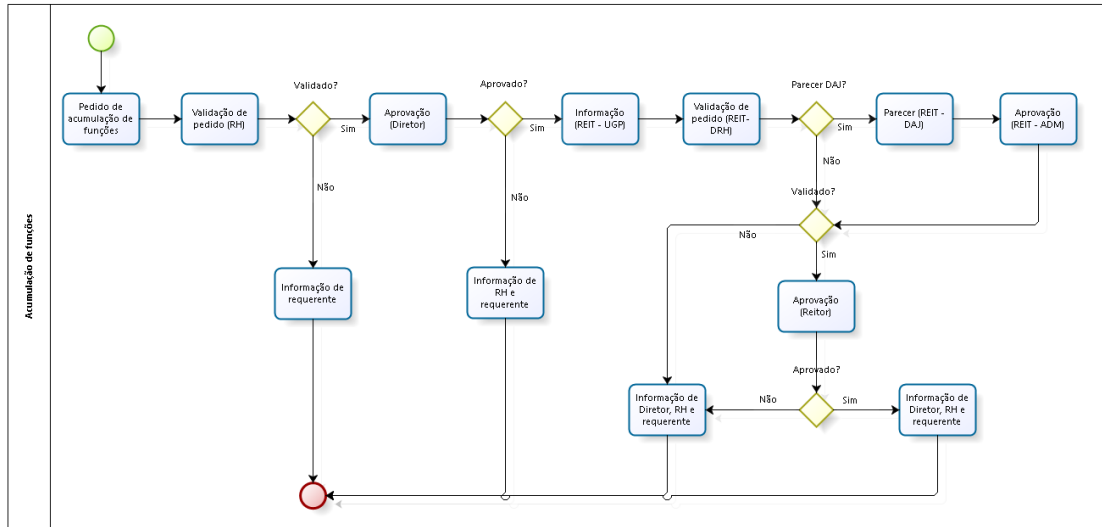 Acumulação de funções
Pedido de
acumulação de
funções
Validação de
pedido (RH)
Validado?
Sim
Não
Aprovação
(Diretor)
Aprovado?
Sim
Não
Informação
(REIT - UGP)
Validação de
pedido (REIT-
DRH)
Parecer DAJ?
Sim
Não
Parecer (REIT -
DAJ)
Aprovação
(REIT - ADM)
Validado?
Não
Sim
Informação de
requerente
Informação de
RH e
requerente
Aprovação
(Reitor)
Aprovado?
Não
Sim
Informação de
Diretor, RH e
requerente
Informação de
Diretor, RH e
requerente